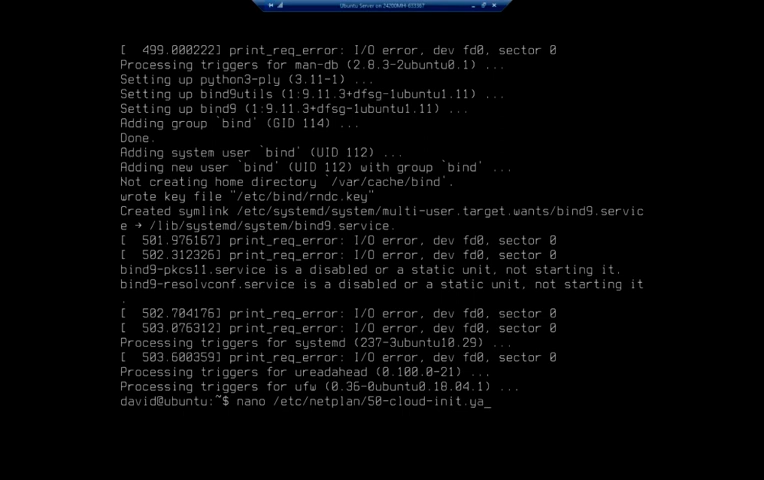 [  499.000222] print_req_error: I/O error, dev fd0, sector 0
Processing triggers for man-db (2.8.3-2ubuntu0.1) ...
Setting up python3-ply (3.11-1) ...
Setting up bind9utils (1:9.11.3+dfsg-1ubuntu1.11) ...
Setting up bind9 (1:9.11.3+dfsg-1ubuntu1.11) ...
Adding group `bind' (GID 114) ...
Done.
Adding system user `bind' (UID 112) ...
Adding new user `bind' (UID 112) with group `bind' ...
Not creating home directory `/var/cache/bind'.
wrote key file "/etc/bind/rndc.key"
Created symlink /etc/systemd/system/multi-user.target.wants/bind9.servic
e → /lib/systemd/system/bind9.service.
[  501.976167] print_req_error: I/O error, dev fd0, sector 0
[  502.312326] print_req_error: I/O error, dev fd0, sector 0
bind9-pkcs11.service is a disabled or a static unit, not starting it.
bind9-resolvconf.service is a disabled or a static unit, not starting it
.
[  502.704176] print_req_error: I/O error, dev fd0, sector 0
[  503.076312] print_req_error: I/O error, dev fd0, sector 0
Processing triggers for systemd (237-3ubuntu10.29) ...
[  503.600359] print_req_error: I/O error, dev fd0, sector 0
Processing triggers for ureadahead (0.100.0-21) ...
Processing triggers for ufw (0.36-0ubuntu0.18.04.1) ...
david@ubuntu:~$ nano /etc/netplan/50-cloud-init.ya_